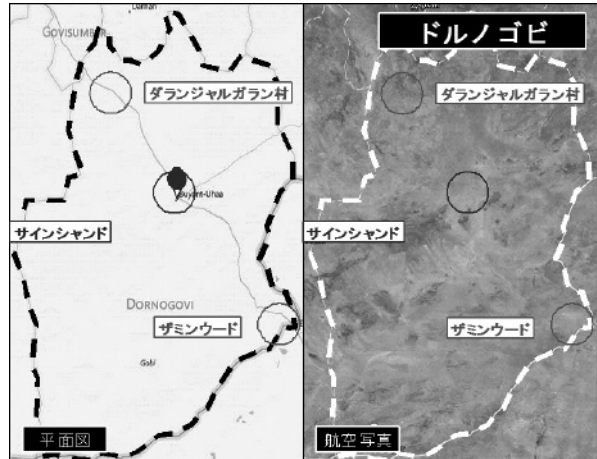 Darhan
GOVISUMBER
ドルノゴビ
ダランジャルガラン村
ダランジャルガラン村
Buyant-Uhaa
サインシャンド
サインシャンド
DORNOGOVI
ザミンウード
ザミンウード
Gobi
平面図
航空写真